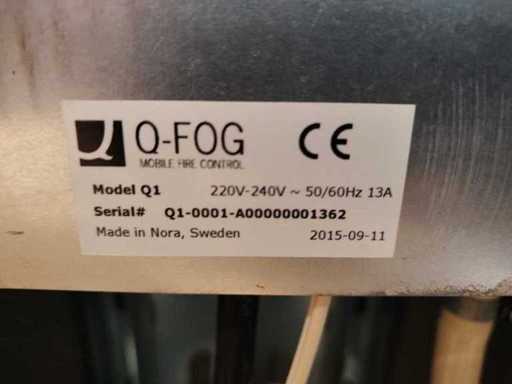 Q Q-FOG CE
MOBILE FIRE CONTROL
Model Q1 220V-240V ~ 50/60Hz 13A
Serial# Q1-0001-A00000001362
Made in Nora, Sweden 2015-09-11